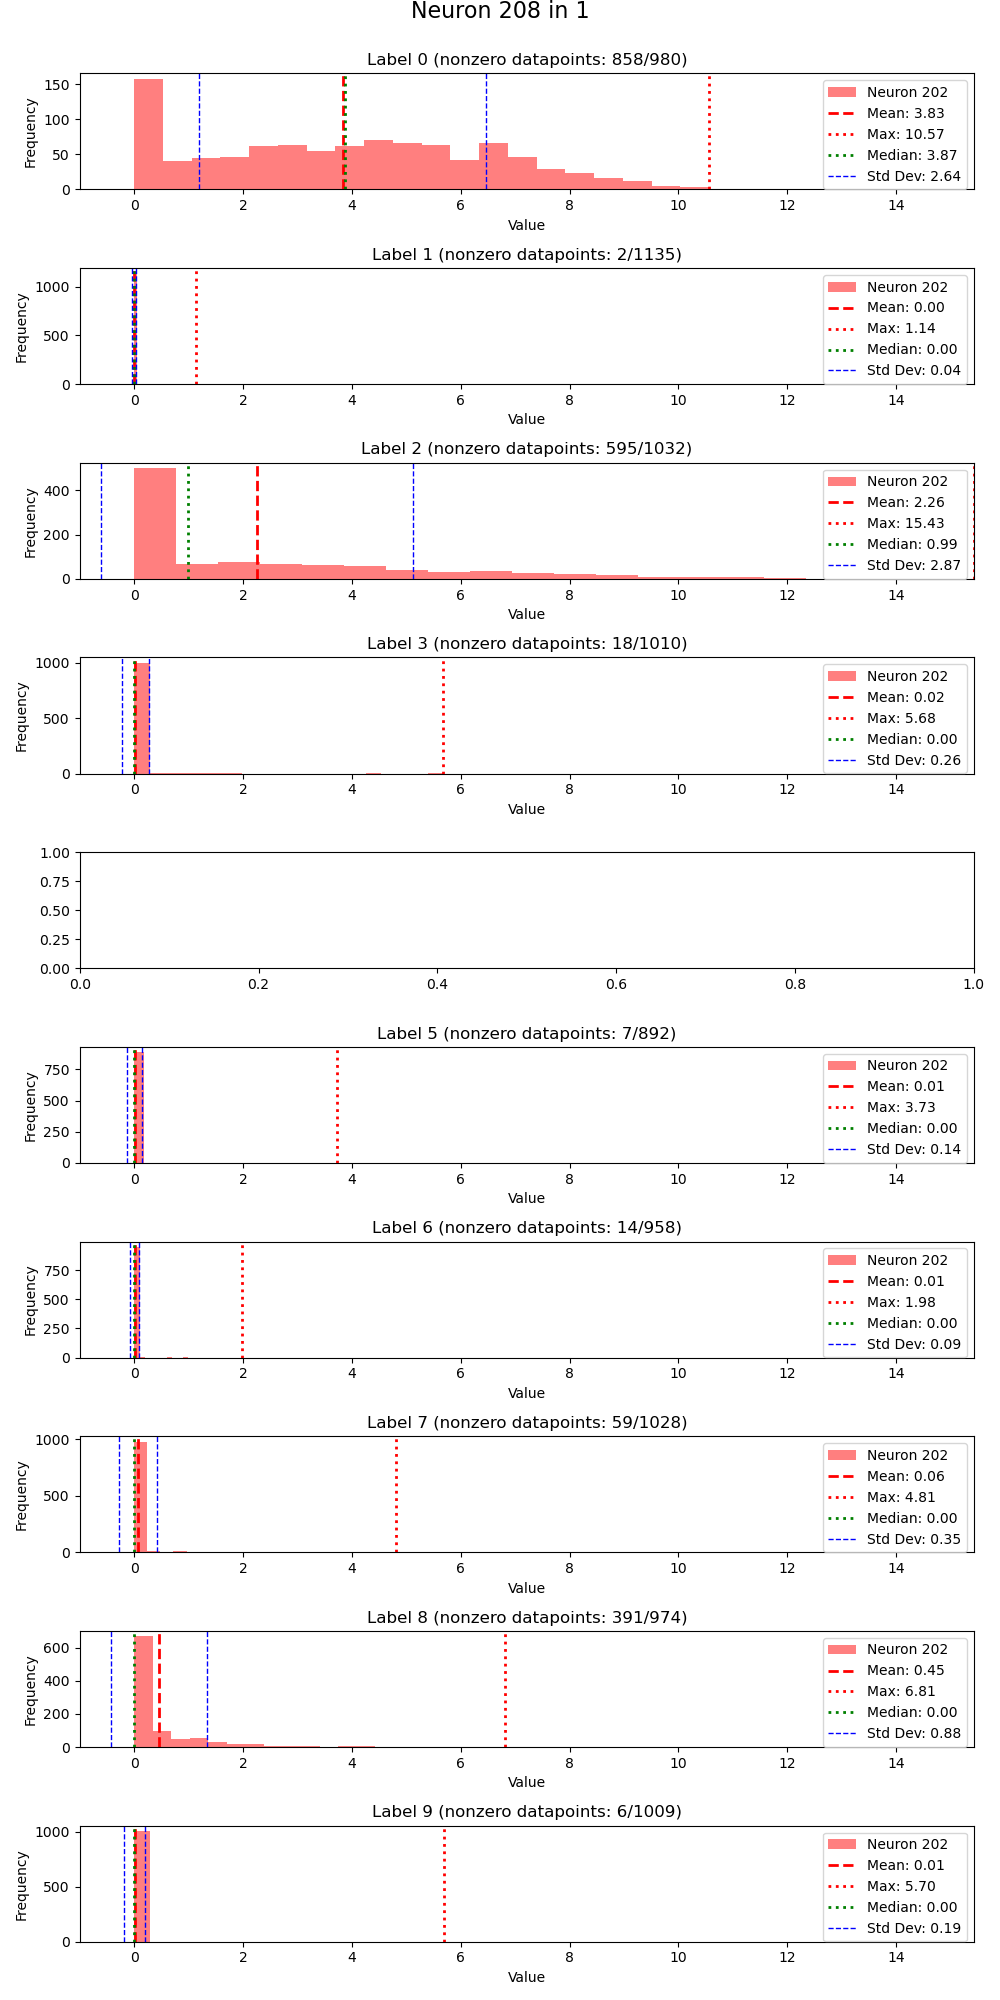 Neuron 208 in 1
Label 0 (nonzero datapoints: 858/980)
Frequency
150
100
50
0
Neuron 202
Mean: 3.83
Max: 10.57
Median: 3.87
Std Dev: 2.64
0 2 4 6 8 10 12 14
Value
Label 1 (nonzero datapoints: 2/1135)
Frequency
1000
500
0
Neuron 202
Mean: 0.00
Max: 1.14
Median: 0.00
Std Dev: 0.04
0 2 4 6 8 10 12 14
Value
Label 2 (nonzero datapoints: 595/1032)
Frequency
400
200
0
Neuron 202
Mean: 2.26
Max: 15.43
Median: 0.99
Std Dev: 2.87
0 2 4 6 8 10 12 14
Value
Label 3 (nonzero datapoints: 18/1010)
Frequency
1000
500
0
Neuron 202
Mean: 0.02
Max: 5.68
Median: 0.00
Std Dev: 0.26
0 2 4 6 8 10 12 14
Value
1.00
0.75
0.50
0.25
0.00
0.0 0.2 0.4 0.6 0.8 1.0
Label 5 (nonzero datapoints: 7/892)
Frequency
750
500
250
0
Neuron 202
Mean: 0.01
Max: 3.73
Median: 0.00
Std Dev: 0.14
0 2 4 6 8 10 12 14
Value
Label 6 (nonzero datapoints: 14/958)
Frequency
750
500
250
0
Neuron 202
Mean: 0.01
Max: 1.98
Median: 0.00
Std Dev: 0.09
0 2 4 6 8 10 12 14
Value
Label 7 (nonzero datapoints: 59/1028)
Frequency
1000
500
0
Neuron 202
Mean: 0.06
Max: 4.81
Median: 0.00
Std Dev: 0.35
0 2 4 6 8 10 12 14
Value
Label 8 (nonzero datapoints: 391/974)
Frequency
600
400
200
0
Neuron 202
Mean: 0.45
Max: 6.81
Median: 0.00
Std Dev: 0.88
0 2 4 6 8 10 12 14
Value
Label 9 (nonzero datapoints: 6/1009)
Frequency
1000
500
0
Neuron 202
Mean: 0.01
Max: 5.70
Median: 0.00
Std Dev: 0.19
0 2 4 6 8 10 12 14
Value